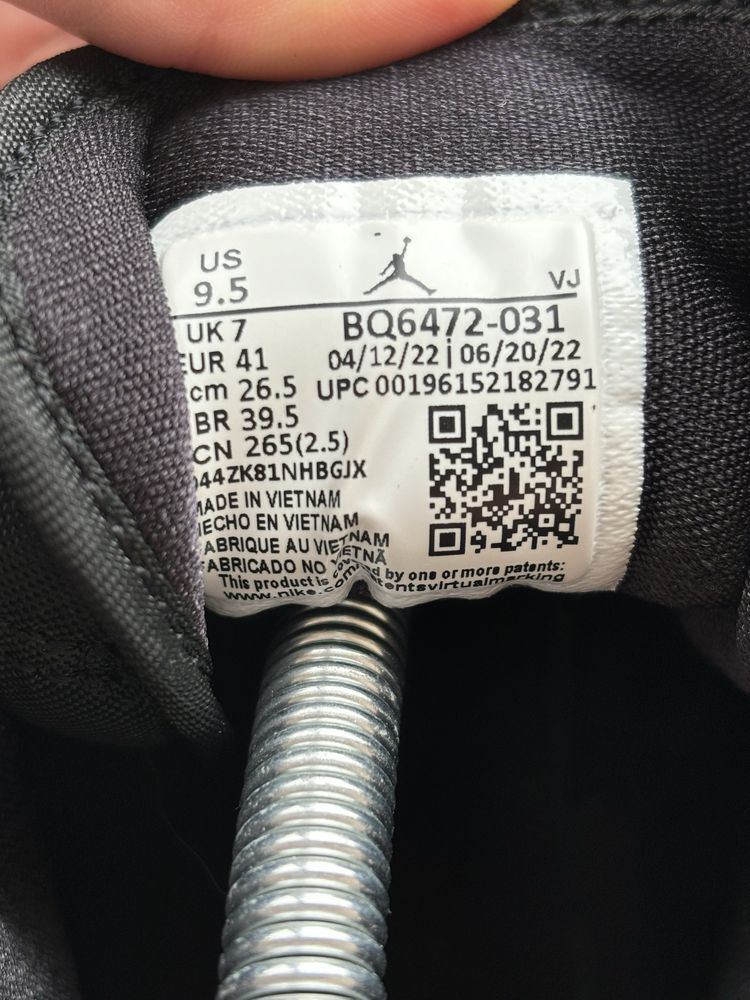 US
9.5
VJ
UK 7
BQ6472-031
EUR 41
04/12/22 | 06/20/22
cm 26.5
UPC 00196152182791
BR 39.5
CN 265(2.5)
44ZK81NHBGJX
MADE IN VIETNAM
HECHO EN VIETNAM
FABRIQUE AU VIETNAM
FABRICADO NO VIETNÃ
This product is covered by one or more patents:
www.nike.com/patentsvirtualmarking